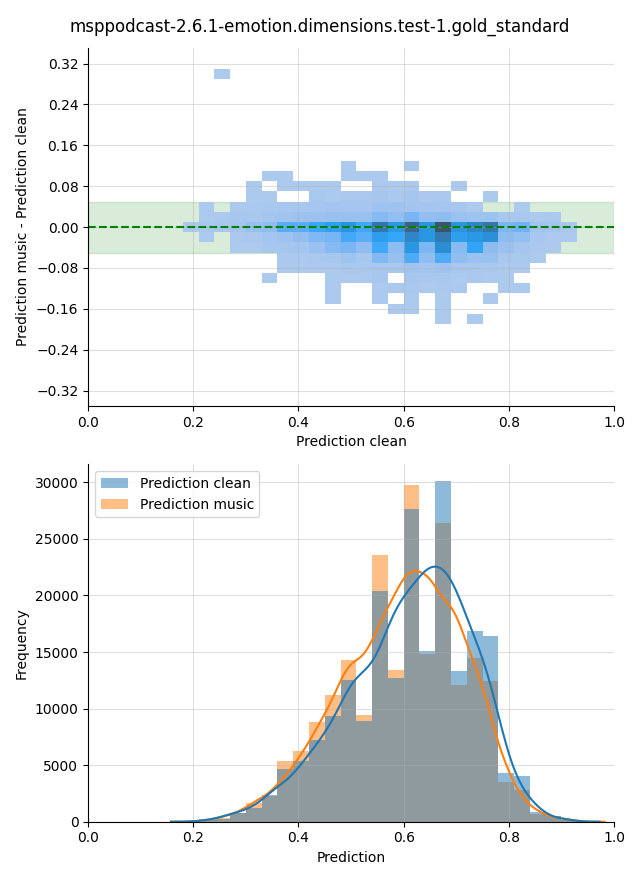 msppodcast-2.6.1-emotion.dimensions.test-1.gold_standard
0.32
0.24
0.16
0.08
0.00
−0.08
−0.16
−0.24
−0.32
Prediction music - Prediction clean
0.0 0.2 0.4 0.6 0.8 1.0
Prediction clean
30000
25000
20000
15000
10000
5000
0
Frequency
Prediction clean
Prediction music
0.0 0.2 0.4 0.6 0.8 1.0
Prediction